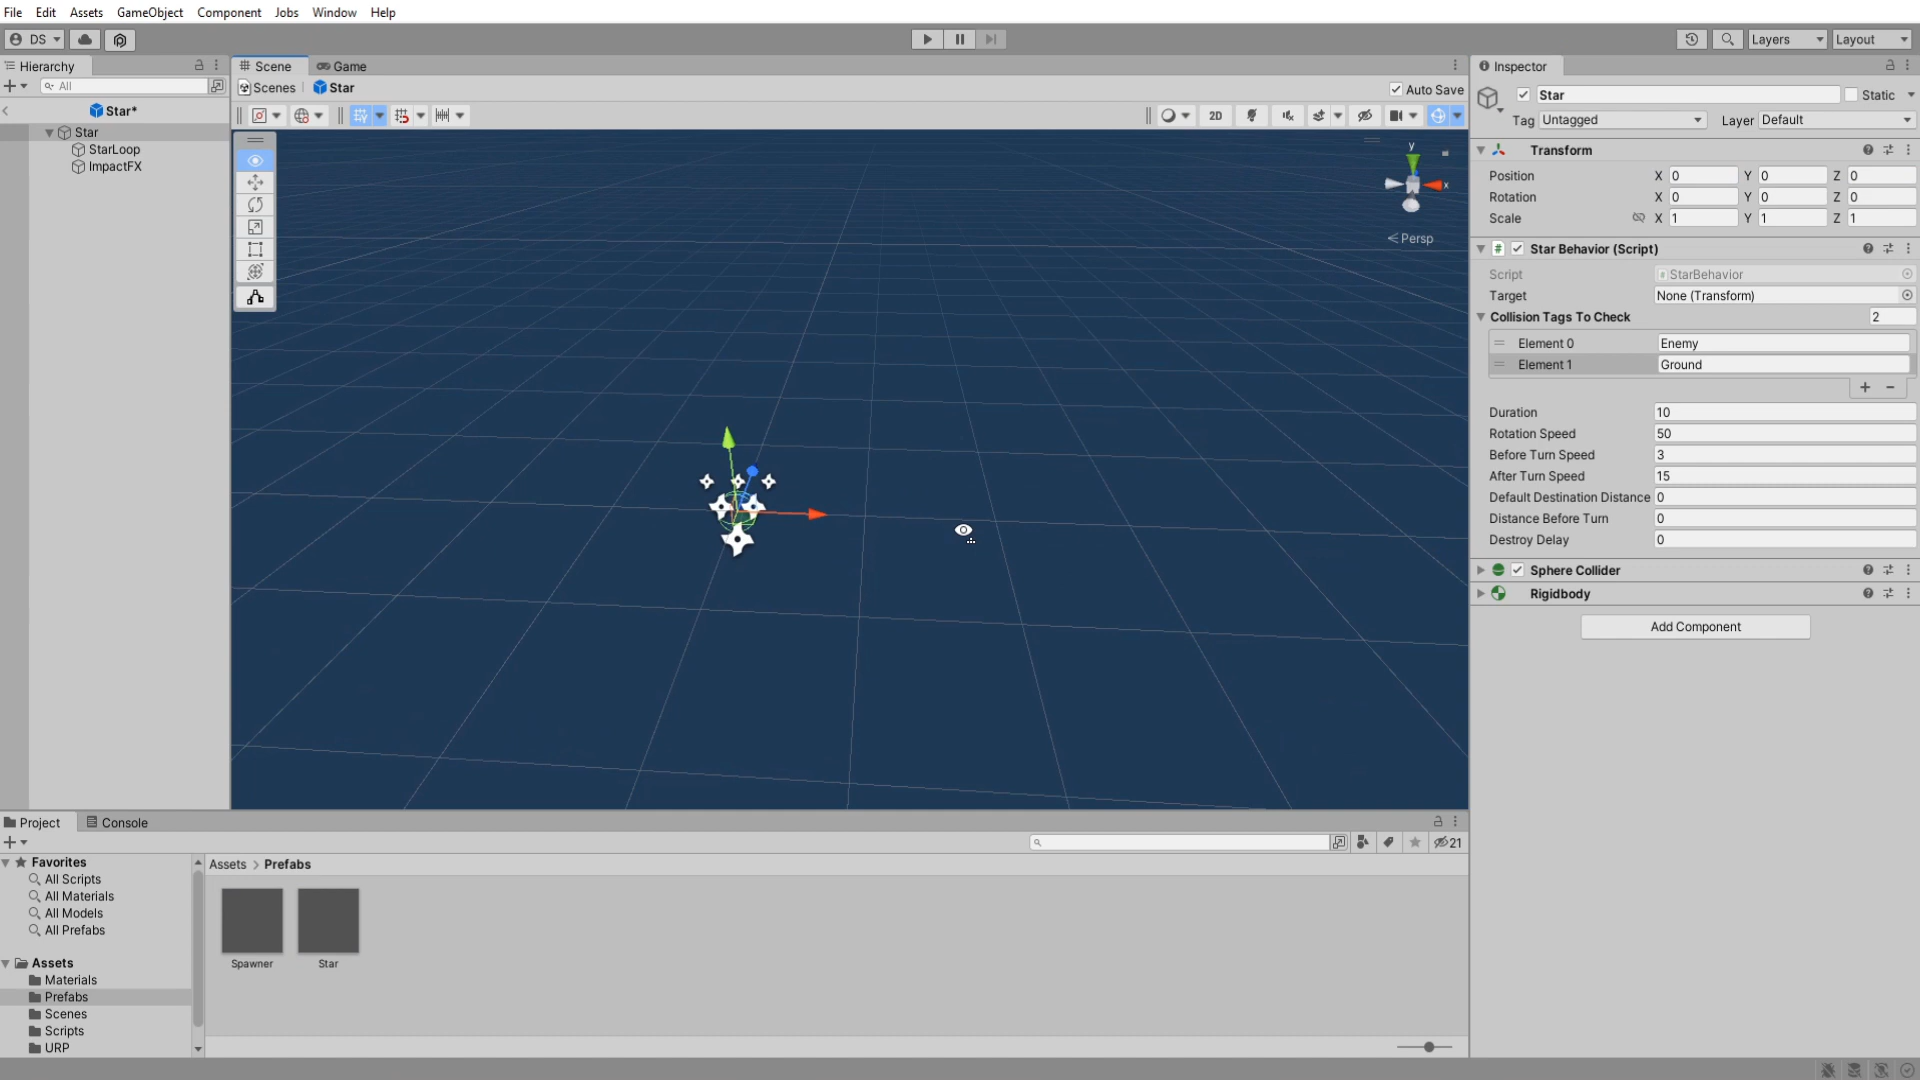 File Edit Assets GameObject Component Jobs Window Help
DS Layers Layout
Hierarchy
All
Star*
Star
StarLoop
ImpactFX
Scene Game
Scenes Star Auto Save
2D
y
x
Persp
Inspector
Star Static
Tag Untagged Layer Default
Transform
Position X 0 Y 0 Z 0
Rotation X 0 Y 0 Z 0
Scale X 1 Y 1 Z 1
# Star Behavior (Script)
Script StarBehavior
Target None (Transform)
Collision Tags To Check 2
Element 0 Enemy
Element 1 Ground
Duration 10
Rotation Speed 50
Before Turn Speed 3
After Turn Speed 15
Default Destination Distance 0
Distance Before Turn 0
Destroy Delay 0
Sphere Collider
Rigidbody
Add Component
Project Console
21
Favorites
All Scripts
All Materials
All Models
All Prefabs
Assets
Materials
Prefabs
Scenes
Scripts
URP
Assets > Prefabs
Spawner Star